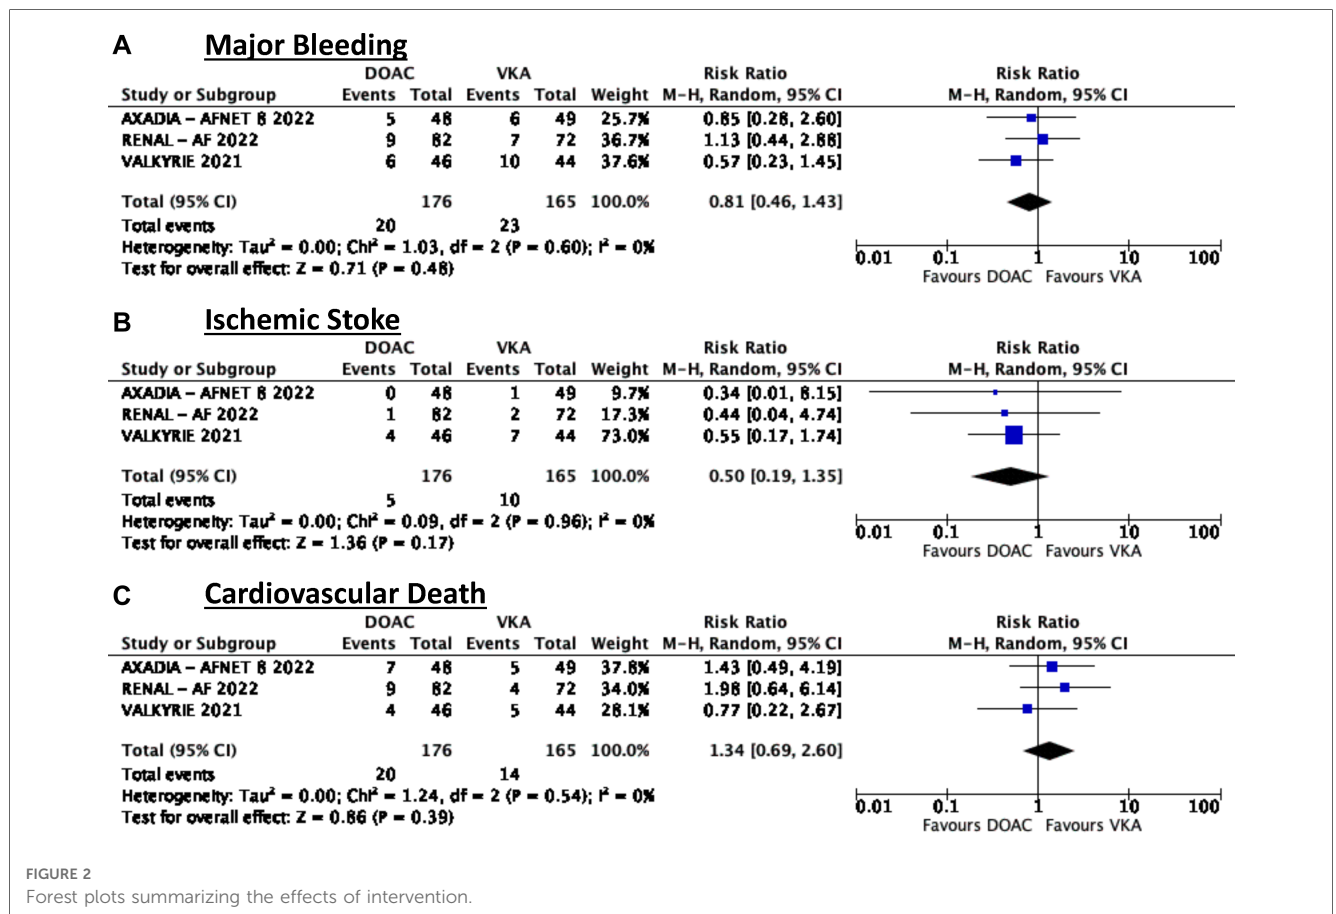 A Major Bleeding
DOAC VKA Risk Ratio Risk Ratio
Study or Subgroup Events Total Events Total Weight M-H, Random, 95% CI M-H, Random, 95% CI
AXADIA – AFNET 8 2022 5 48 6 49 25.7% 0.85 [0.28, 2.60]
RENAL – AF 2022 9 82 7 72 36.7% 1.13 [0.44, 2.88]
VALKYRIE 2021 6 46 10 44 37.6% 0.57 [0.23, 1.45]
Total (95% CI) 176 165 100.0% 0.81 [0.46, 1.43]
Total events 20 23
Heterogeneity: Tau² = 0.00; Chi² = 1.03, df = 2 (P = 0.60); I² = 0%
Test for overall effect: Z = 0.71 (P = 0.48)
0.01 0.1 1 10 100
Favours DOAC Favours VKA
B Ischemic Stoke
DOAC VKA Risk Ratio Risk Ratio
Study or Subgroup Events Total Events Total Weight M-H, Random, 95% CI M-H, Random, 95% CI
AXADIA – AFNET 8 2022 0 48 1 49 9.7% 0.34 [0.01, 8.15]
RENAL – AF 2022 1 82 2 72 17.3% 0.44 [0.04, 4.74]
VALKYRIE 2021 4 46 7 44 73.0% 0.55 [0.17, 1.74]
Total (95% CI) 176 165 100.0% 0.50 [0.19, 1.35]
Total events 5 10
Heterogeneity: Tau² = 0.00; Chi² = 0.09, df = 2 (P = 0.96); I² = 0%
Test for overall effect: Z = 1.36 (P = 0.17)
0.01 0.1 1 10 100
Favours DOAC Favours VKA
C Cardiovascular Death
DOAC VKA Risk Ratio Risk Ratio
Study or Subgroup Events Total Events Total Weight M-H, Random, 95% CI M-H, Random, 95% CI
AXADIA – AFNET 8 2022 7 48 5 49 37.8% 1.43 [0.49, 4.19]
RENAL – AF 2022 9 82 4 72 34.0% 1.98 [0.64, 6.14]
VALKYRIE 2021 4 46 5 44 28.1% 0.77 [0.22, 2.67]
Total (95% CI) 176 165 100.0% 1.34 [0.69, 2.60]
Total events 20 14
Heterogeneity: Tau² = 0.00; Chi² = 1.24, df = 2 (P = 0.54); I² = 0%
Test for overall effect: Z = 0.86 (P = 0.39)
0.01 0.1 1 10 100
Favours DOAC Favours VKA
FIGURE 2
Forest plots summarizing the effects of intervention.